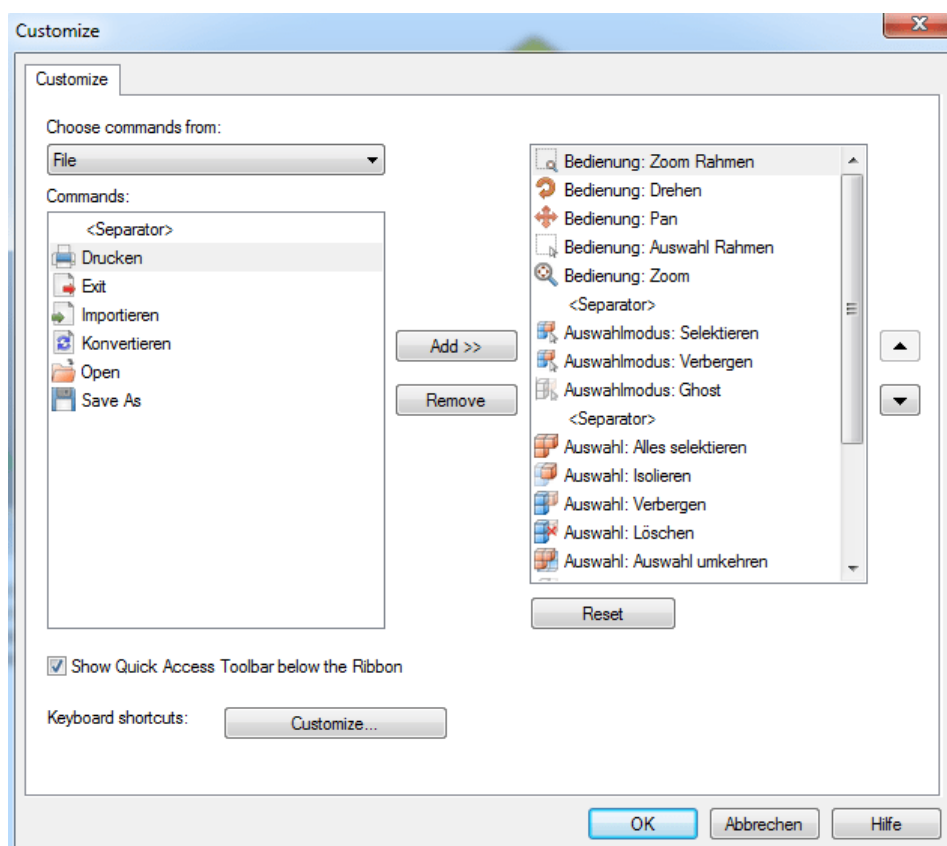 Customize
Customize
Choose commands from:
File
Commands:
<Separator>
Drucken
Exit
Importieren
Konvertieren
Open
Save As
Add >>
Remove
Bedienung: Zoom Rahmen
Bedienung: Drehen
Bedienung: Pan
Bedienung: Auswahl Rahmen
Bedienung: Zoom
<Separator>
Auswahlmodus: Selektieren
Auswahlmodus: Verbergen
Auswahlmodus: Ghost
<Separator>
Auswahl: Alles selektieren
Auswahl: Isolieren
Auswahl: Verbergen
Auswahl: Löschen
Auswahl: Auswahl umkehren
Reset
Show Quick Access Toolbar below the Ribbon
Keyboard shortcuts:
Customize...
OK
Abbrechen
Hilfe